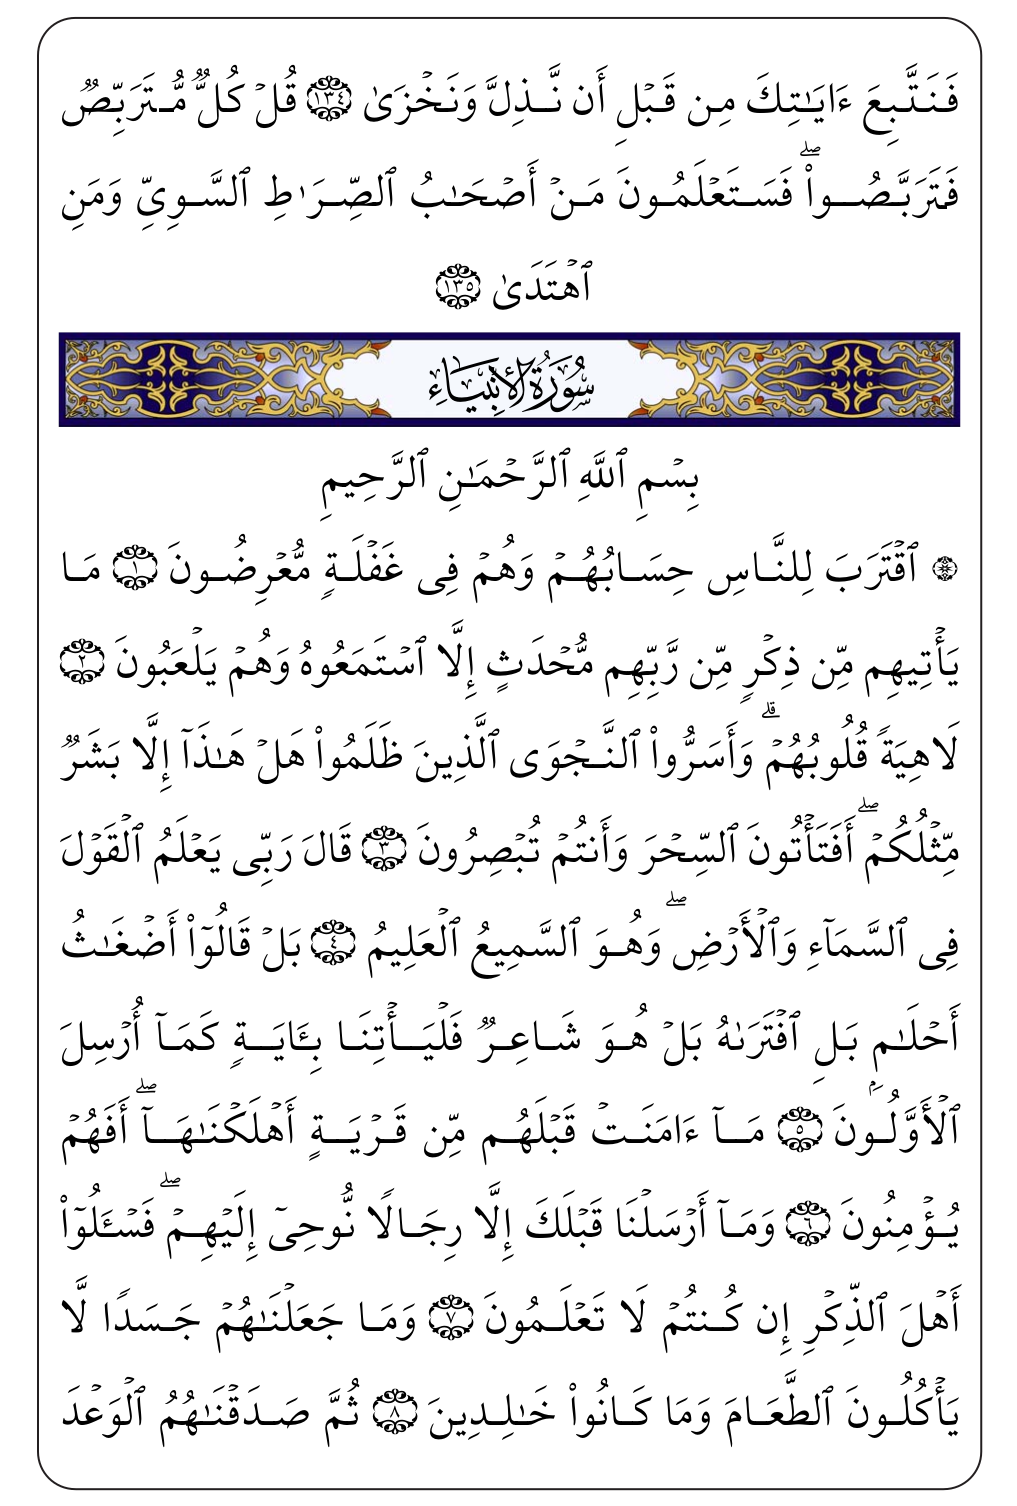 فَنَتَّبِعَ ءَايَـٰتِكَ مِن قَبْلِ أَن نَّذِلَّ وَنَخْزَىٰ ١٣٤ قُلْ كُلٌّ مُّتَرَبِّصٌ
فَتَرَبَّصُوا۟ ۖ فَسَتَعْلَمُونَ مَنْ أَصْحَـٰبُ ٱلصِّرَٰطِ ٱلسَّوِىِّ وَمَنِ
ٱهْتَدَىٰ ١٣٥
سُورَةُ الأَنبِيَاءِ
بِسْمِ ٱللَّهِ ٱلرَّحْمَـٰنِ ٱلرَّحِيمِ
۞ ٱقْتَرَبَ لِلنَّاسِ حِسَابُهُمْ وَهُمْ فِى غَفْلَةٍ مُّعْرِضُونَ ١ مَا
يَأْتِيهِم مِّن ذِكْرٍ مِّن رَّبِّهِم مُّحْدَثٍ إِلَّا ٱسْتَمَعُوهُ وَهُمْ يَلْعَبُونَ ٢
لَاهِيَةً قُلُوبُهُمْ ۗ وَأَسَرُّوا۟ ٱلنَّجْوَى ٱلَّذِينَ ظَلَمُوا۟ هَلْ هَـٰذَآ إِلَّا بَشَرٌ
مِّثْلُكُمْ ۖ أَفَتَأْتُونَ ٱلسِّحْرَ وَأَنتُمْ تُبْصِرُونَ ٣ قَالَ رَبِّى يَعْلَمُ ٱلْقَوْلَ
فِى ٱلسَّمَآءِ وَٱلْأَرْضِ ۖ وَهُوَ ٱلسَّمِيعُ ٱلْعَلِيمُ ٤ بَلْ قَالُوٓا۟ أَضْغَـٰثُ
أَحْلَـٰمٍۭ بَلِ ٱفْتَرَىٰهُ بَلْ هُوَ شَاعِرٌ فَلْيَأْتِنَا بِـَٔايَةٍ كَمَآ أُرْسِلَ
ٱلْأَوَّلُونَ ٥ مَآ ءَامَنَتْ قَبْلَهُم مِّن قَرْيَةٍ أَهْلَكْنَـٰهَآ ۖ أَفَهُمْ
يُؤْمِنُونَ ٦ وَمَآ أَرْسَلْنَا قَبْلَكَ إِلَّا رِجَالًا نُّوحِىٓ إِلَيْهِمْ ۖ فَسْـَٔلُوٓا۟
أَهْلَ ٱلذِّكْرِ إِن كُنتُمْ لَا تَعْلَمُونَ ٧ وَمَا جَعَلْنَـٰهُمْ جَسَدًا لَّا
يَأْكُلُونَ ٱلطَّعَامَ وَمَا كَانُوا۟ خَـٰلِدِينَ ٨ ثُمَّ صَدَقْنَـٰهُمُ ٱلْوَعْدَ